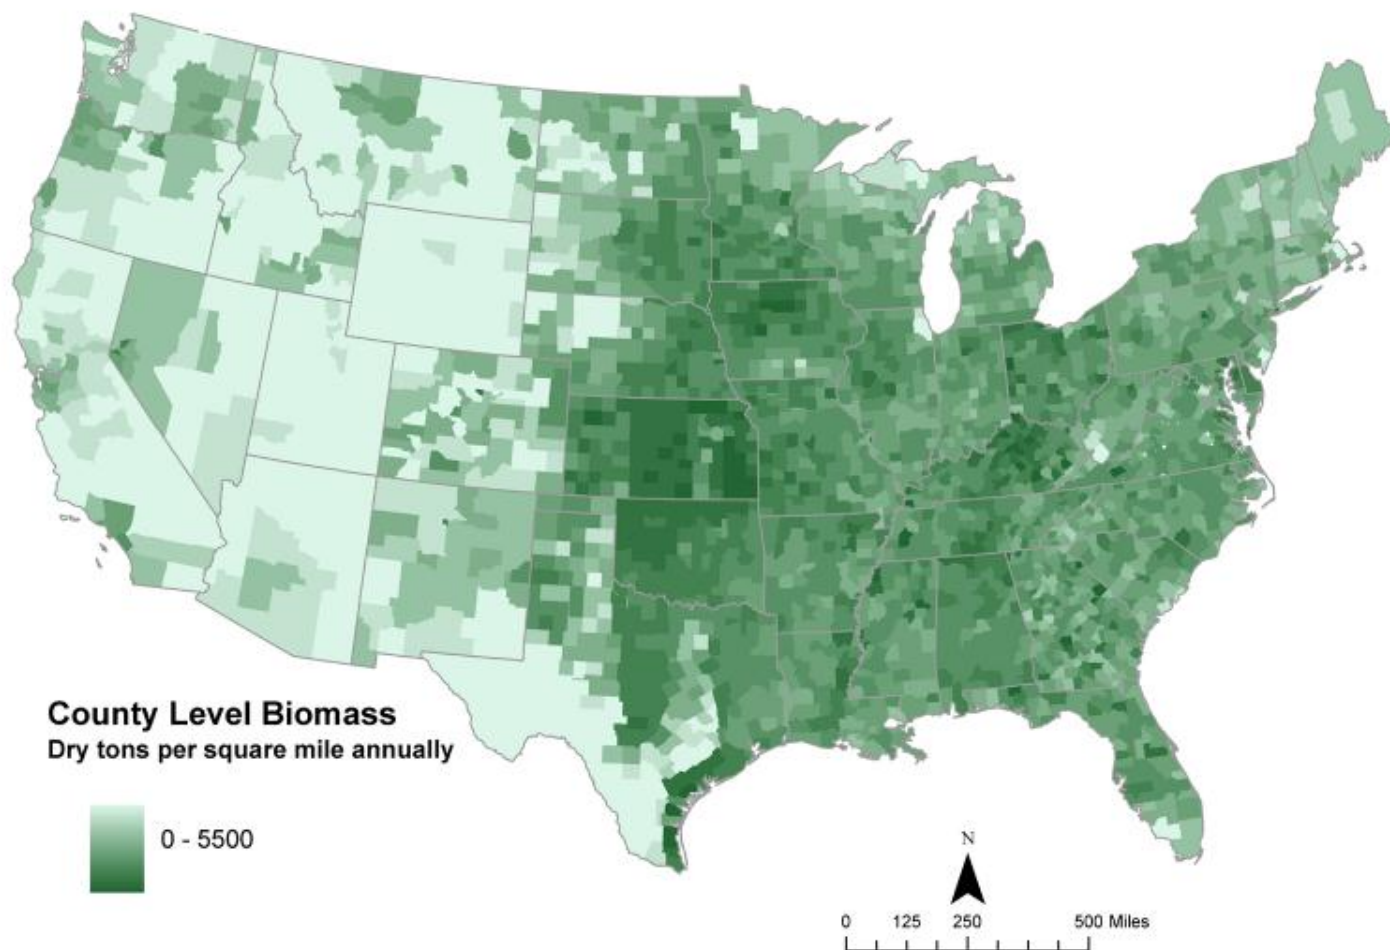 County Level Biomass
Dry tons per square mile annually
0 - 5500
N
0 125 250 500 Miles